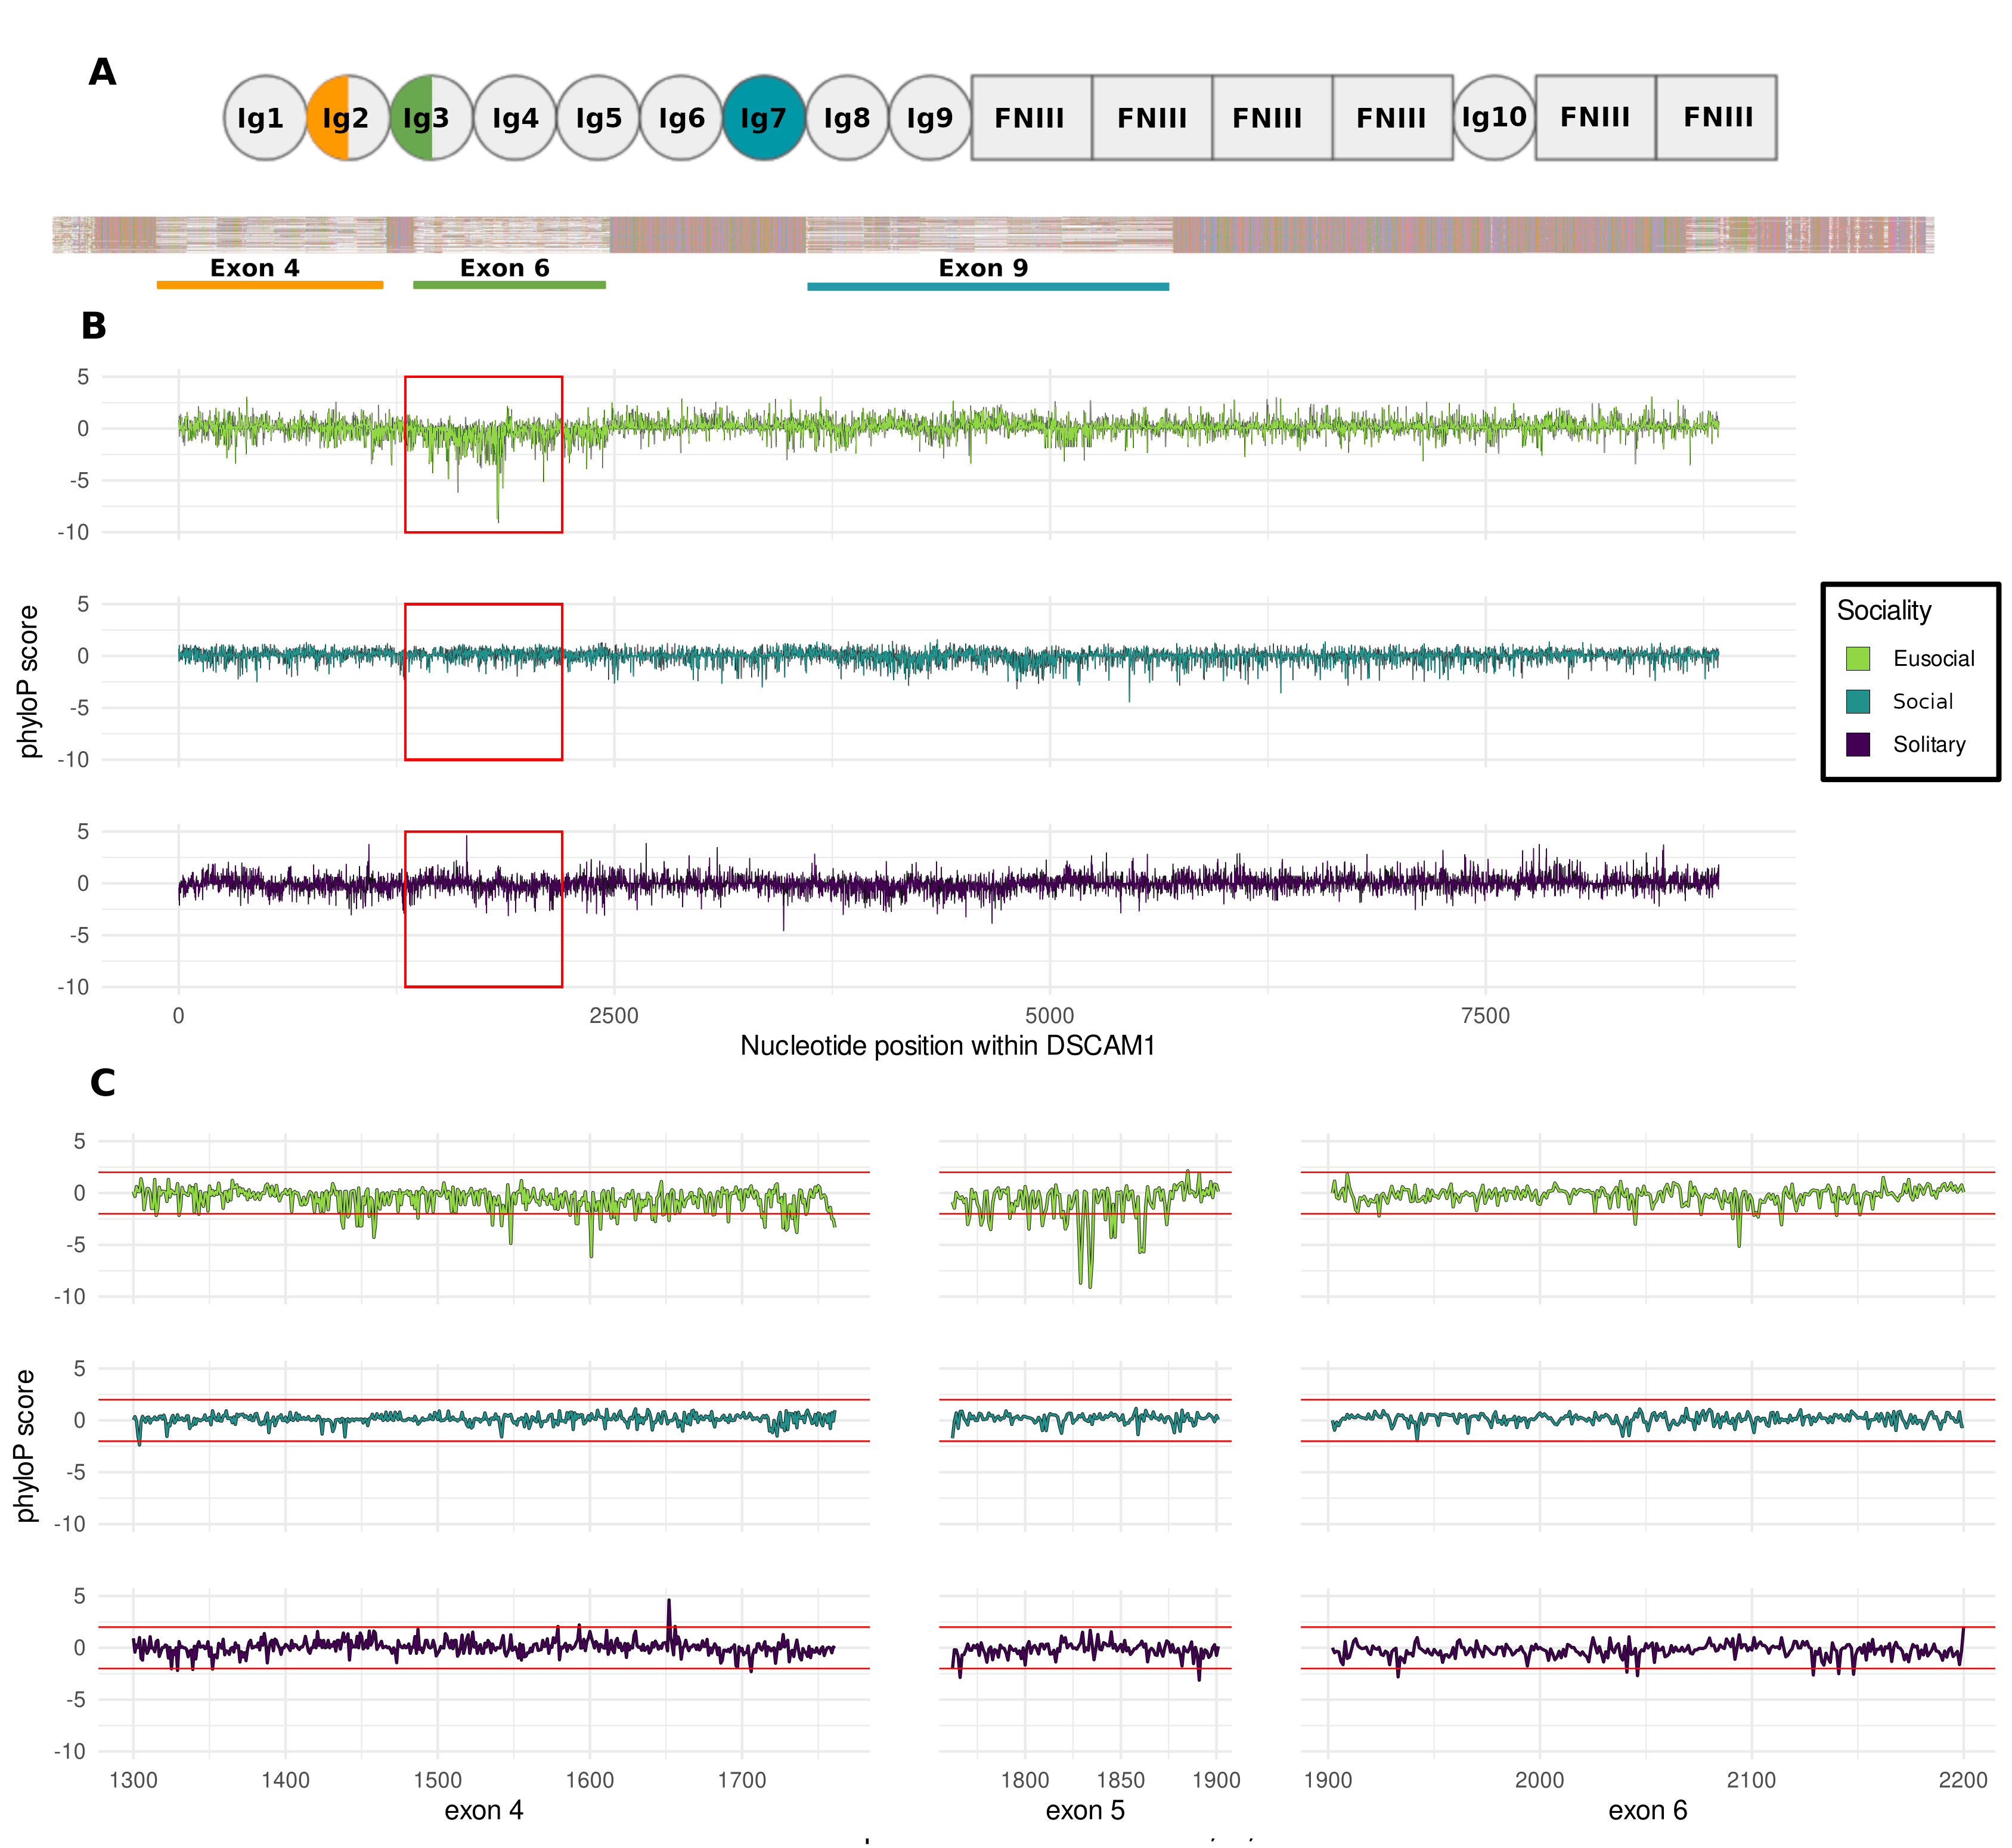 A
Ig1 Ig2 Ig3 Ig4 Ig5 Ig6 Ig7 Ig8 Ig9 FNIII FNIII FNIII FNIII Ig10 FNIII FNIII
Exon 4 Exon 6 Exon 9
B
5
0
-5
-10
5
0
-5
-10
5
0
-5
-10
phyloP score
0 2500 5000 7500
Nucleotide position within DSCAM1
Sociality
Eusocial
Social
Solitary
C
5
0
-5
-10
5
0
-5
-10
5
0
-5
-10
phyloP score
1300 1400 1500 1600 1700 1800 1850 1900 1900 2000 2100 2200
exon 4 exon 5 exon 6